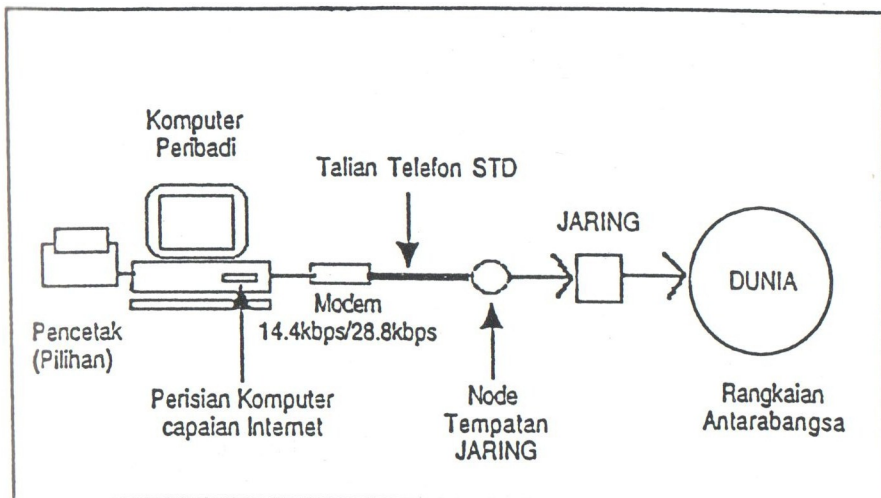 Komputer
Peribadi
Talian Telefon STD
JARING
DUNIA
Modem
14.4kbps/28.8kbps
Pencetak
(Pilihan)
Perisian Komputer
capaian Internet
Node
Tempatan
JARING
Rangkaian
Antarabangsa